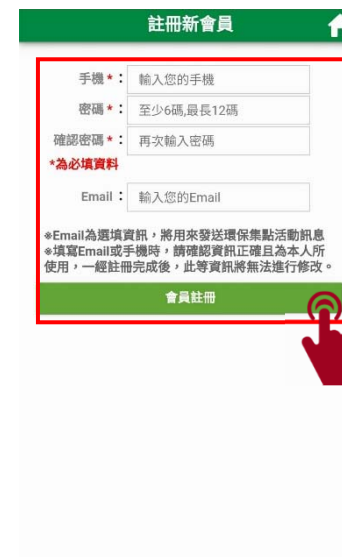 註冊新會員
手機*： 輸入您的手機
密碼*： 至少6碼,最長12碼
確認密碼*： 再次輸入密碼
*為必填資料
Email： 輸入您的Email
※Email為選填資訊，將用來發送環保集點活動訊息
※填寫Email或手機時，請確認資訊正確且為本人所
使用，一經註冊完成後，此等資訊將無法進行修改。
會員註冊